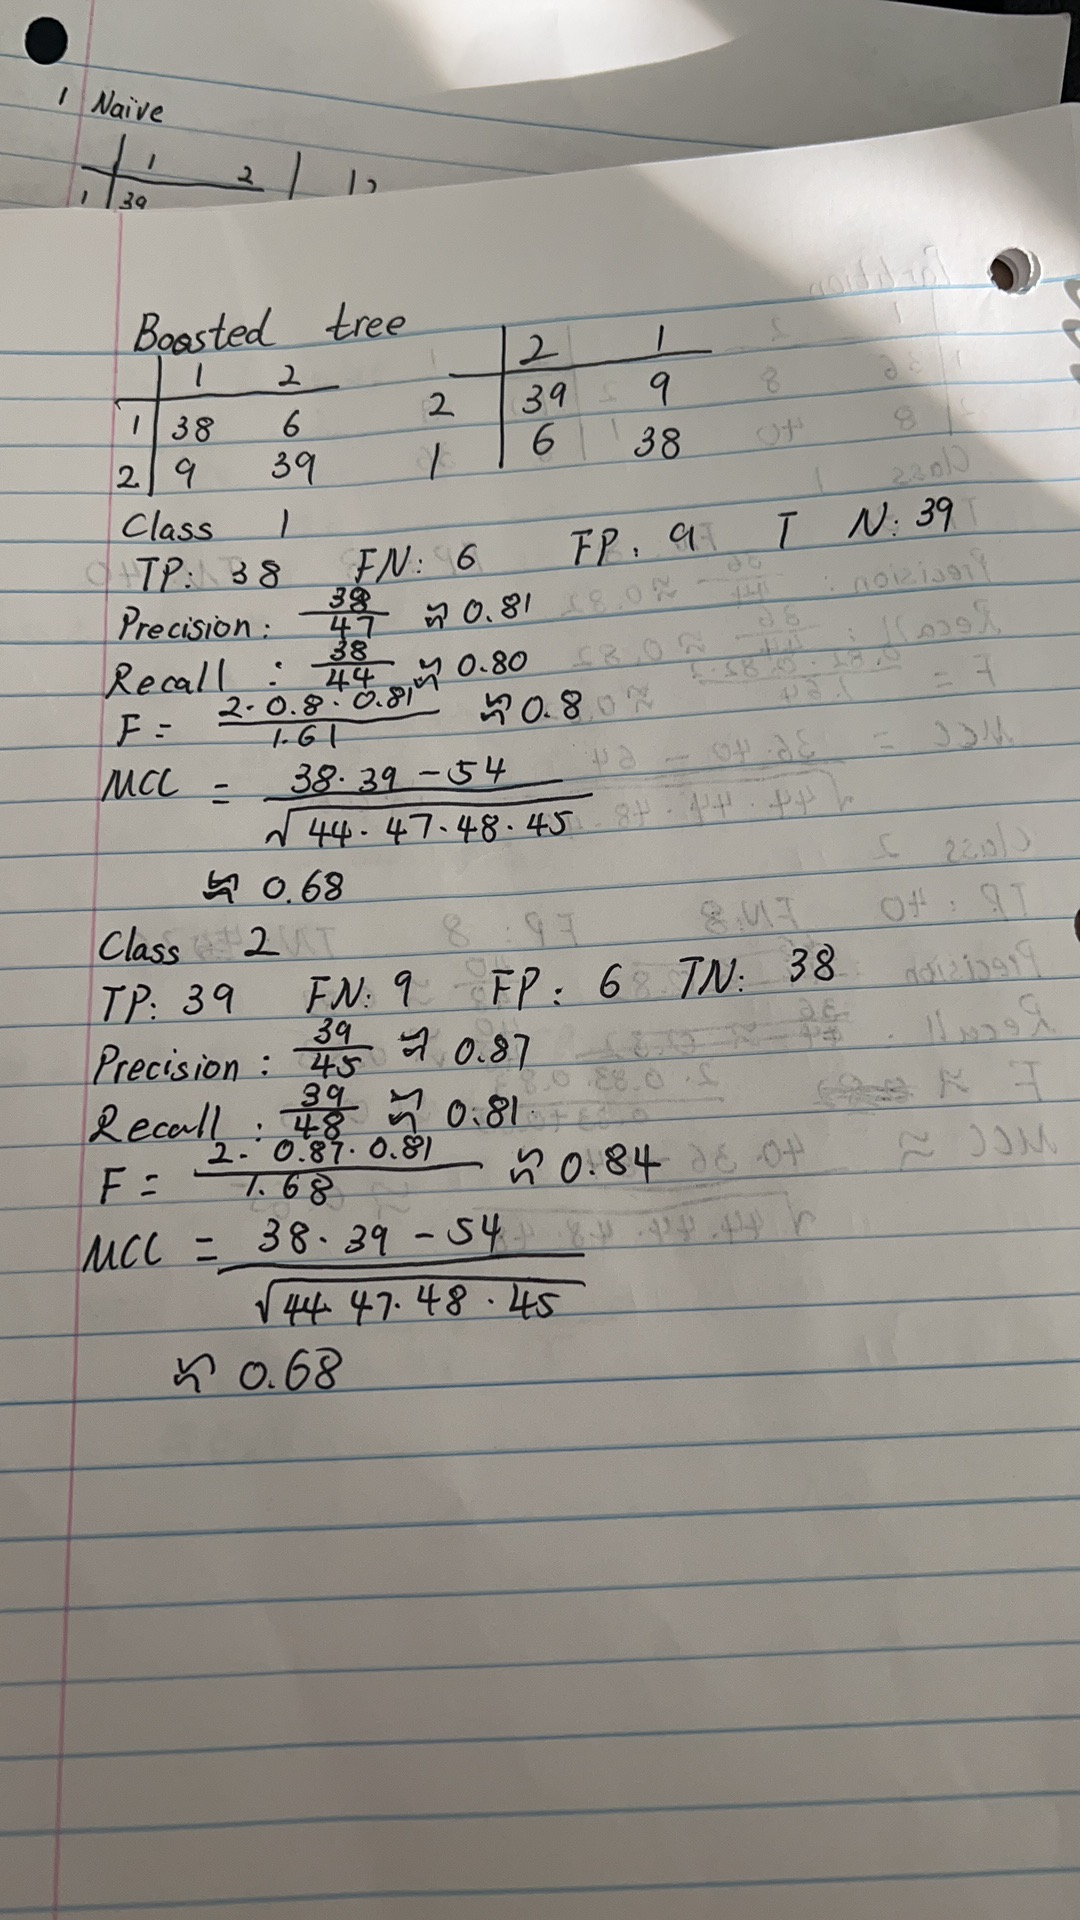 1 Naive
1 2
1 39
Boosted tree
1 2
1 38 6
2 9 39
2 1
2 39 9
1 6 38
Class 1
TP: 38 FN: 6 FP: 9 T N: 39
Precision: 38/47 ≈ 0.81
Recall : 38/44 ≈ 0.80
F = 2·0.8·0.81/1.61 ≈ 0.8
MCC = 38·39-54/√44·47·48·45
≈ 0.68
Class 2
TP: 39 FN: 9 FP: 6 TN: 38
Precision: 39/45 ≈ 0.87
Recall : 39/48 ≈ 0.81
F = 2·0.87·0.81/1.68 ≈ 0.84
MCC = 38·39-54/√44·47·48·45
≈ 0.68